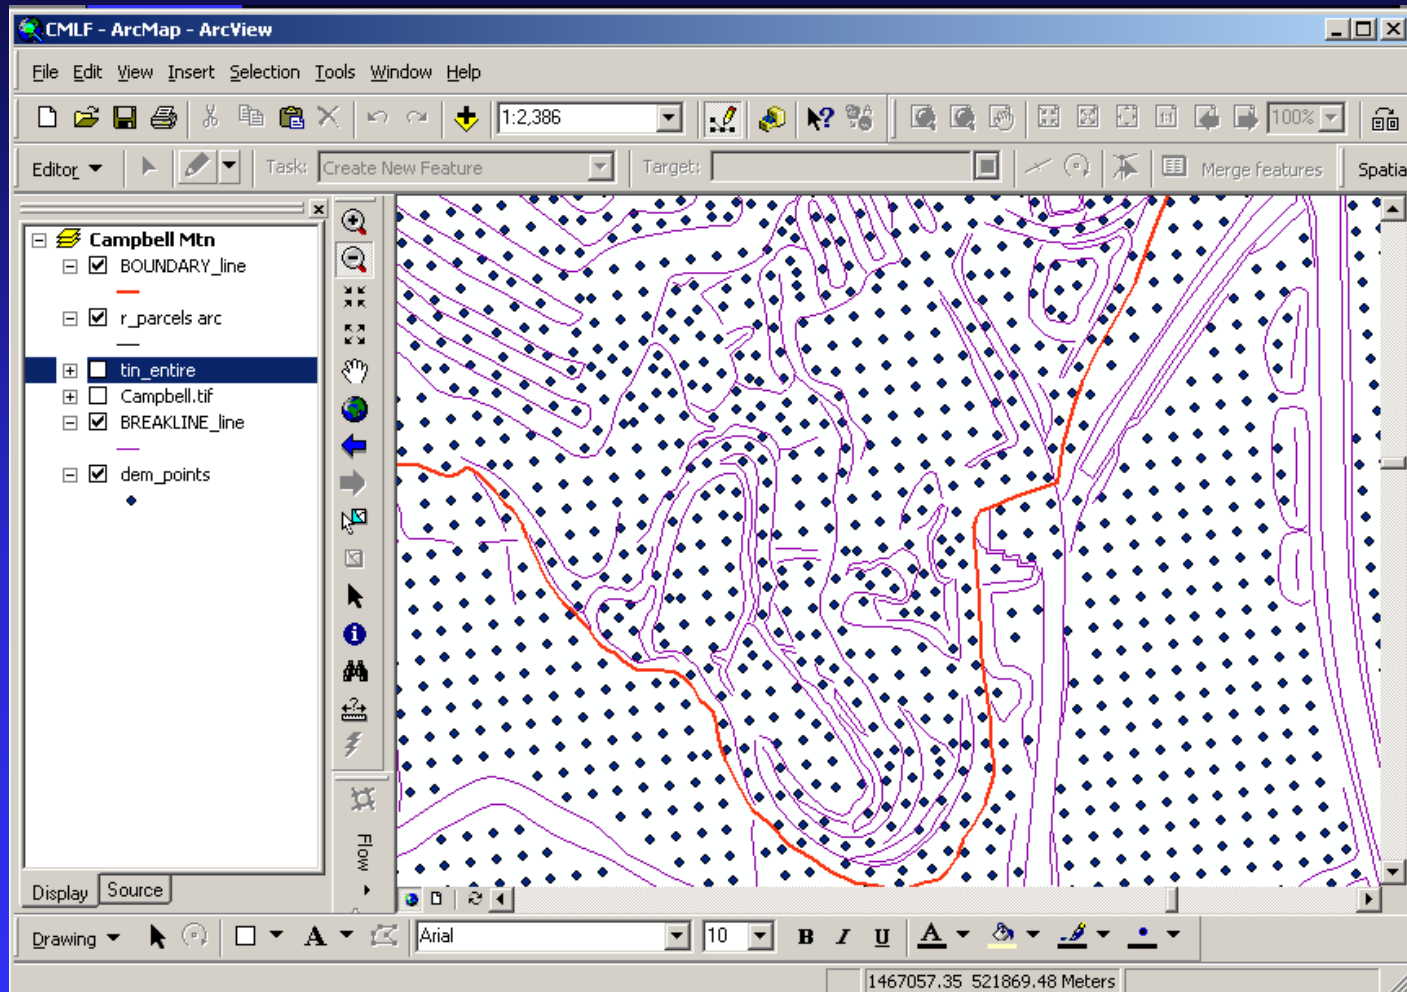 CMLF - ArcMap - ArcView
File Edit View Insert Selection Tools Window Help
1:2,386 100%
Editor Task: Create New Feature Target: Merge features Spatia
Campbell Mtn
BOUNDARY_line
r_parcels arc
tin_entire
Campbell.tif
BREAKLINE_line
dem_points
Flow
Display Source
Drawing A Arial 10 B I U A
1467057.35 521869.48 Meters